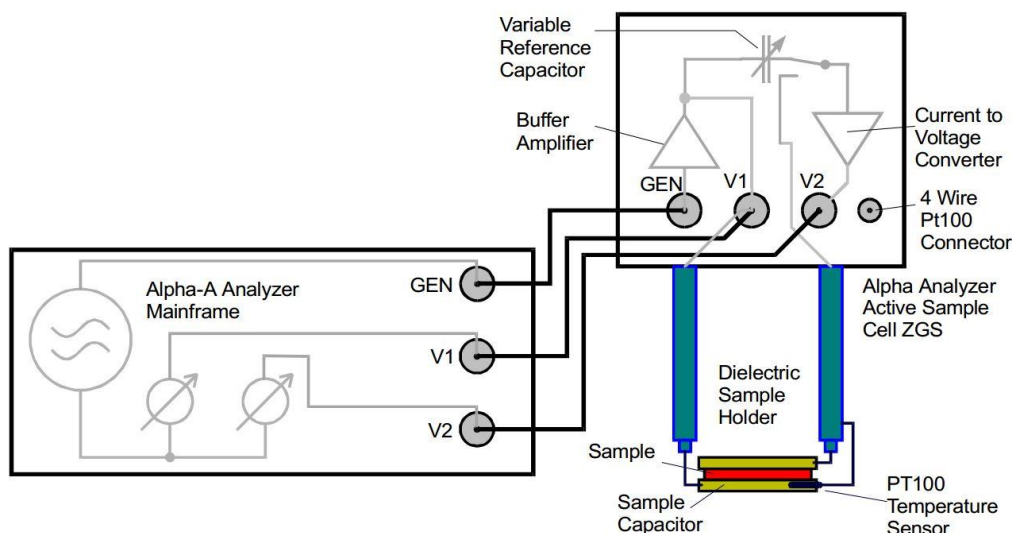 Variable
Reference
Capacitor
Buffer
Amplifier
Current to
Voltage
Converter
GEN
V1
V2
4 Wire
Pt100
Connector
Alpha-A Analyzer
Mainframe
GEN
V1
V2
Alpha Analyzer
Active Sample
Cell ZGS
Dielectric
Sample
Holder
Sample
Sample
Capacitor
PT100
Temperature
Sensor